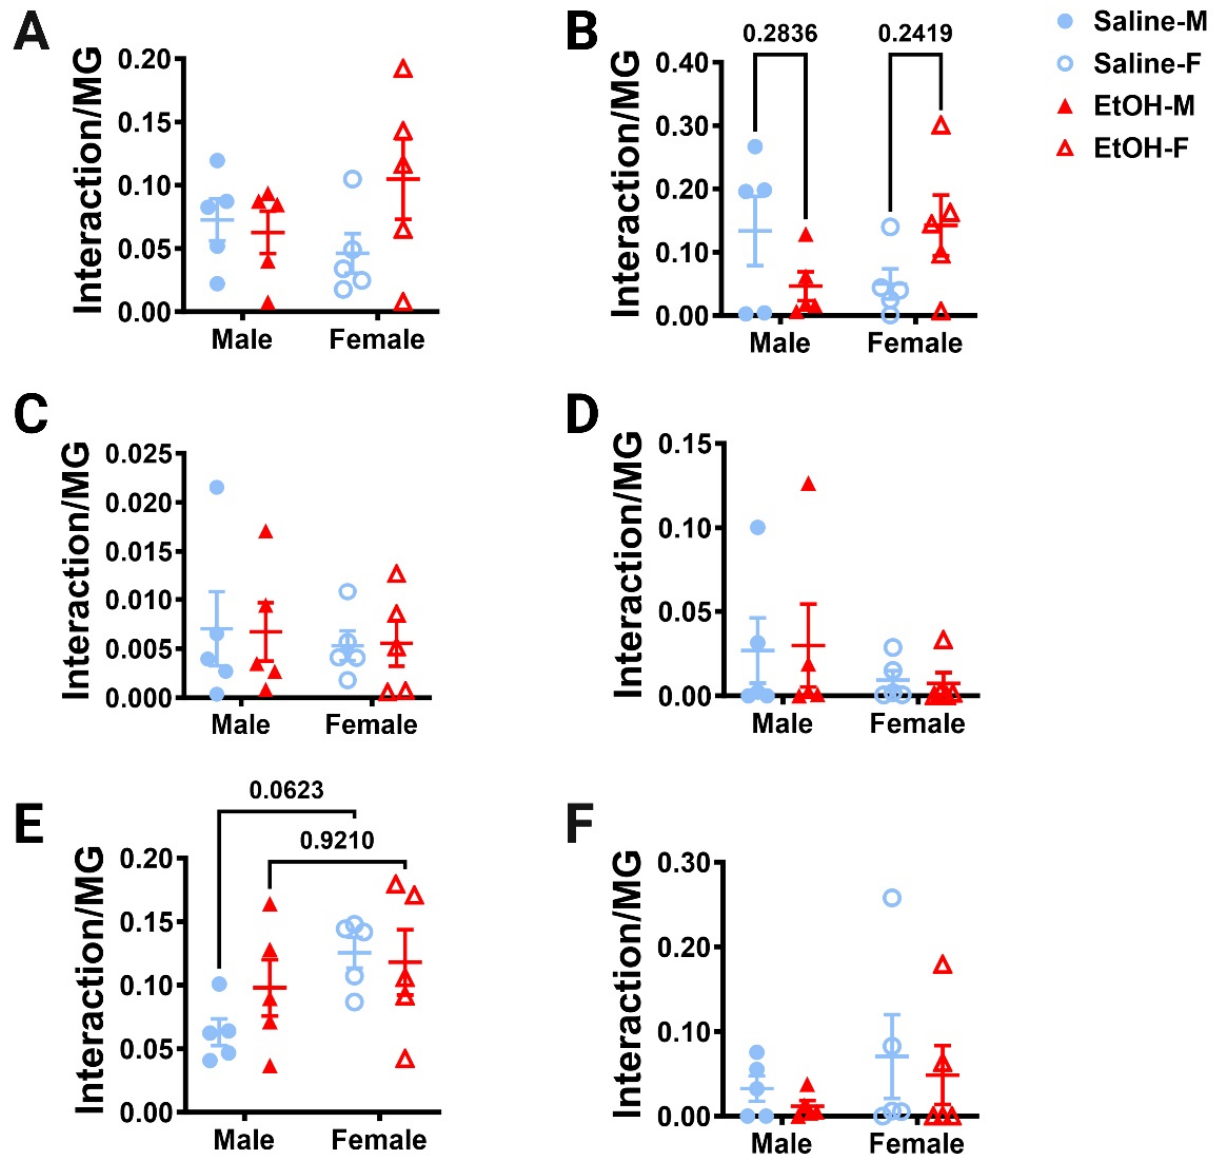 A
Interaction/MG
0.20
0.15
0.10
0.05
0.00
Male
Female
B
Interaction/MG
0.2836
0.2419
0.40
0.30
0.20
0.10
0.00
Male
Female
Saline-M
Saline-F
EtOH-M
EtOH-F
C
Interaction/MG
0.025
0.020
0.015
0.010
0.005
0.000
Male
Female
D
Interaction/MG
0.15
0.10
0.05
0.00
Male
Female
E
Interaction/MG
0.0623
0.9210
0.20
0.15
0.10
0.05
0.00
Male
Female
F
Interaction/MG
0.30
0.20
0.10
0.00
Male
Female